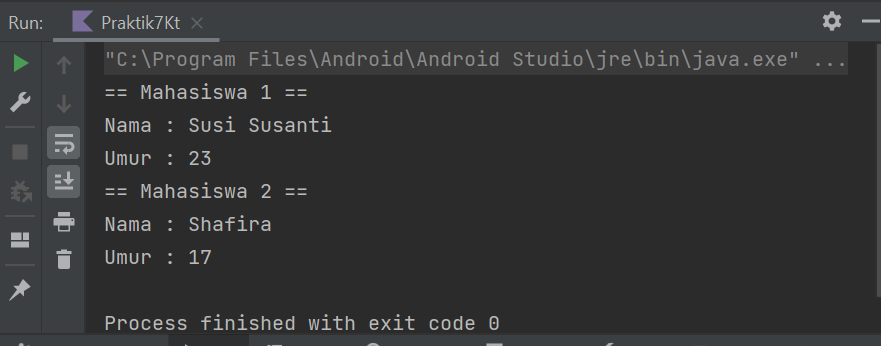 Run: Praktik7Kt
"C:\Program Files\Android\Android Studio\jre\bin\java.exe" ...
== Mahasiswa 1 ==
Nama : Susi Susanti
Umur : 23
== Mahasiswa 2 ==
Nama : Shafira
Umur : 17
Process finished with exit code 0